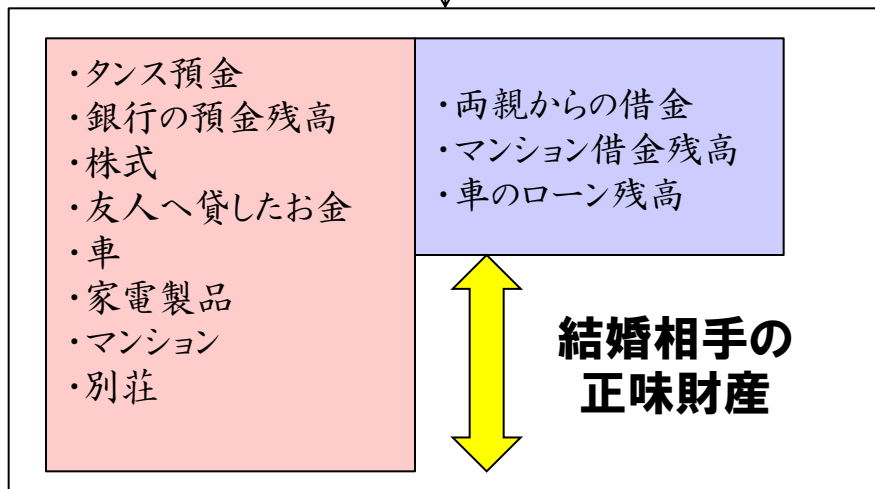 ・タンス預金
・銀行の預金残高
・株式
・友人へ貸したお金
・車
・家電製品
・マンション
・別荘
・両親からの借金
・マンション借金残高
・車のローン残高
結婚相手の
正味財産